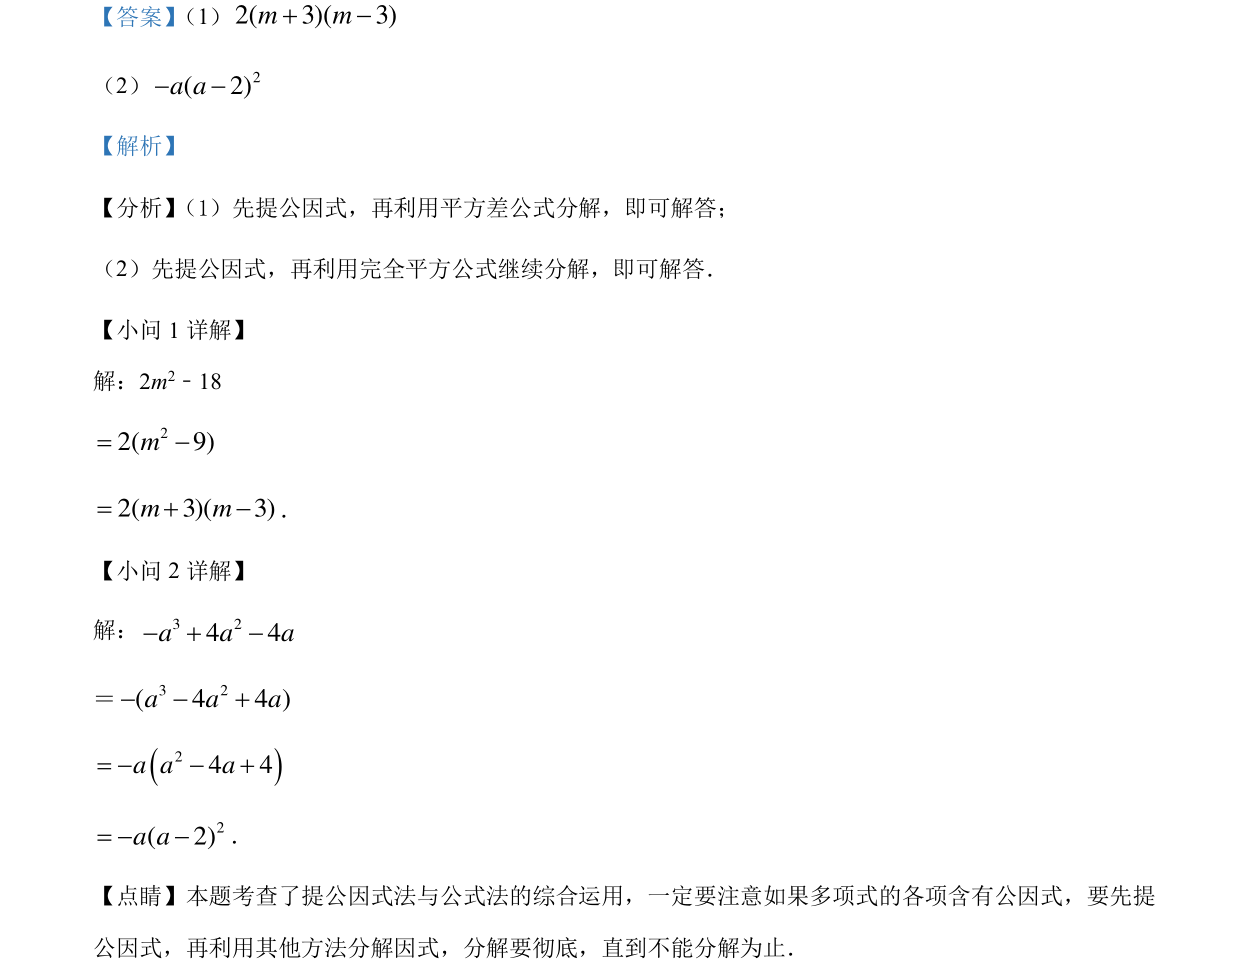 【答案】（1）2(m+3)(m−3)
（2）−a(a−2)²
【解析】
【分析】（1）先提公因式，再利用平方差公式分解，即可解答；
（2）先提公因式，再利用完全平方公式继续分解，即可解答．
【小问 1 详解】
解：2m²﹣18
=2(m²−9)
=2(m+3)(m−3)．
【小问 2 详解】
解：−a³+4a²−4a
＝−(a³−4a²+4a)
=−a(a²−4a+4)
=−a(a−2)²．
【点睛】本题考查了提公因式法与公式法的综合运用，一定要注意如果多项式的各项含有公因式，要先提
公因式，再利用其他方法分解因式，分解要彻底，直到不能分解为止．